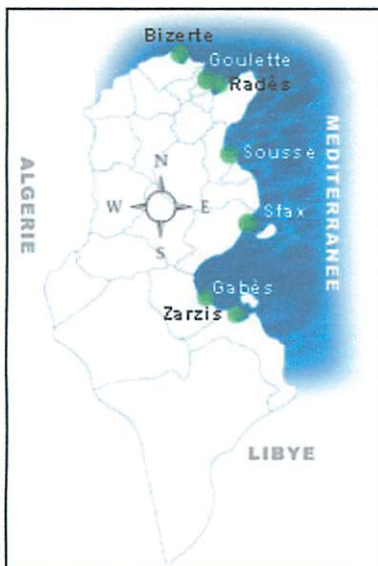 Bizerte
Goulette
Radès
MEDITERRANEE
ALGERIE
Sousse
N
W E
S
Sfax
Gabès
Zarzis
LIBYE